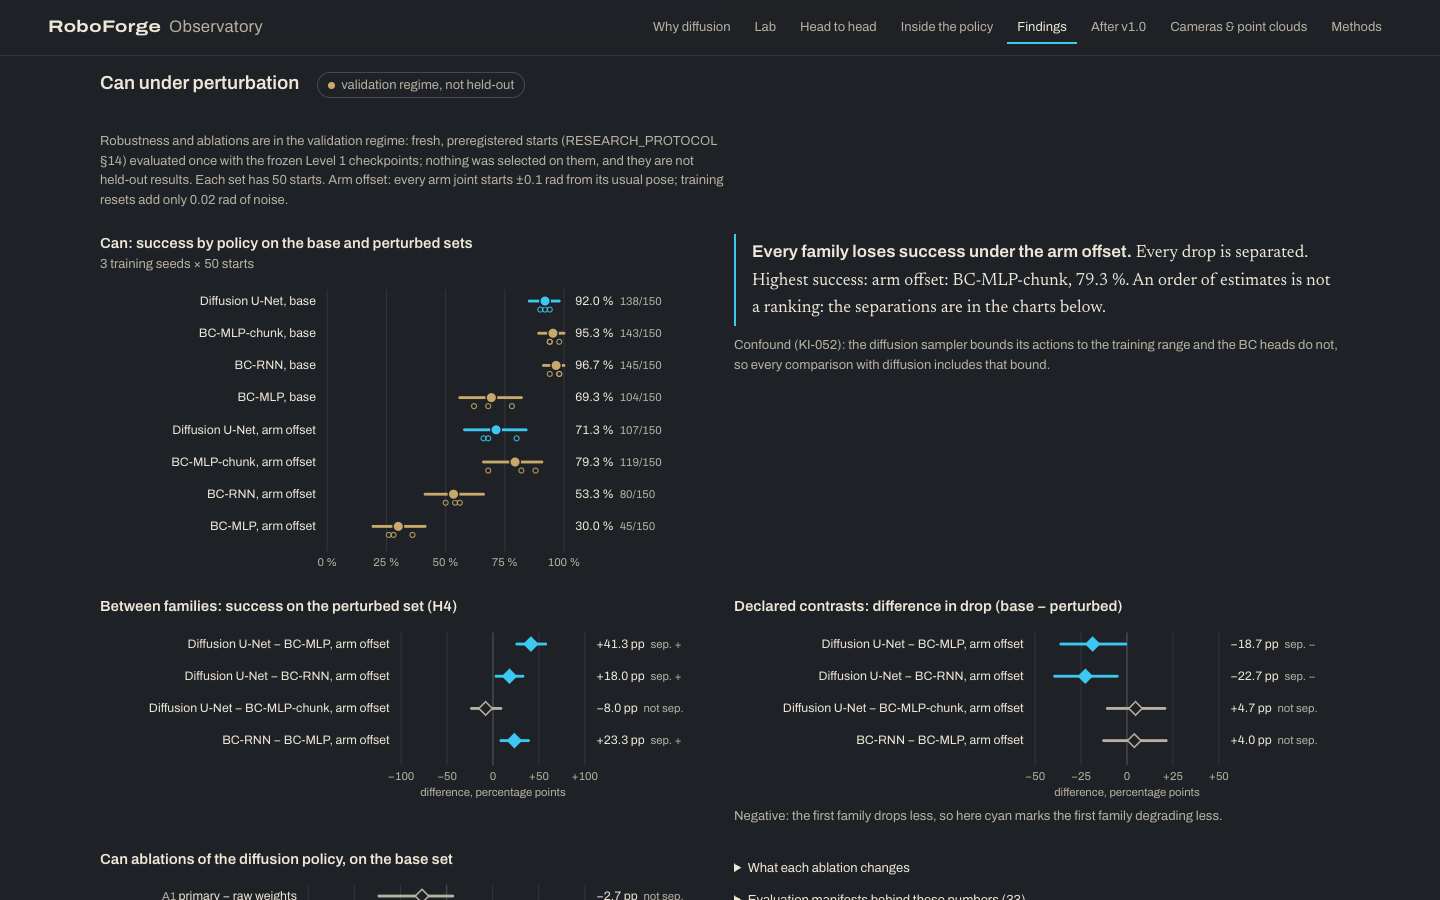 RoboForge Observatory
Why diffusion Lab Head to head Inside the policy Findings After v1.0 Cameras & point clouds Methods
Can under perturbation
validation regime, not held-out
Robustness and ablations are in the validation regime: fresh, preregistered starts (RESEARCH_PROTOCOL
§14) evaluated once with the frozen Level 1 checkpoints; nothing was selected on them, and they are not
held-out results. Each set has 50 starts. Arm offset: every arm joint starts ±0.1 rad from its usual pose; training
resets add only 0.02 rad of noise.
Can: success by policy on the base and perturbed sets
3 training seeds × 50 starts
Diffusion U-Net, base 92.0 % 138/150
BC-MLP-chunk, base 95.3 % 143/150
BC-RNN, base 96.7 % 145/150
BC-MLP, base 69.3 % 104/150
Diffusion U-Net, arm offset 71.3 % 107/150
BC-MLP-chunk, arm offset 79.3 % 119/150
BC-RNN, arm offset 53.3 % 80/150
BC-MLP, arm offset 30.0 % 45/150
0 % 25 % 50 % 75 % 100 %
Every family loses success under the arm offset. Every drop is separated.
Highest success: arm offset: BC-MLP-chunk, 79.3 %. An order of estimates is not
a ranking: the separations are in the charts below.
Confound (KI-052): the diffusion sampler bounds its actions to the training range and the BC heads do not,
so every comparison with diffusion includes that bound.
Between families: success on the perturbed set (H4)
Diffusion U-Net – BC-MLP, arm offset +41.3 pp sep. +
Diffusion U-Net – BC-RNN, arm offset +18.0 pp sep. +
Diffusion U-Net – BC-MLP-chunk, arm offset −8.0 pp not sep.
BC-RNN – BC-MLP, arm offset +23.3 pp sep. +
−100 −50 0 +50 +100
difference, percentage points
Declared contrasts: difference in drop (base − perturbed)
Diffusion U-Net – BC-MLP, arm offset −18.7 pp sep. −
Diffusion U-Net – BC-RNN, arm offset −22.7 pp sep. −
Diffusion U-Net – BC-MLP-chunk, arm offset +4.7 pp not sep.
BC-RNN – BC-MLP, arm offset +4.0 pp not sep.
−50 −25 0 +25 +50
difference, percentage points
Negative: the first family drops less, so here cyan marks the first family degrading less.
Can ablations of the diffusion policy, on the base set
A1 primary – raw weights −2.7 pp not sep.
What each ablation changes
Evaluation manifests behind these numbers (33)